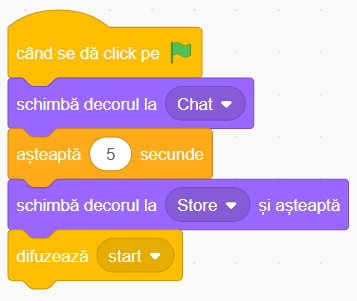 când se dă click pe
schimbă decorul la Chat
așteaptă 5 secunde
schimbă decorul la Store și așteaptă
difuzează start